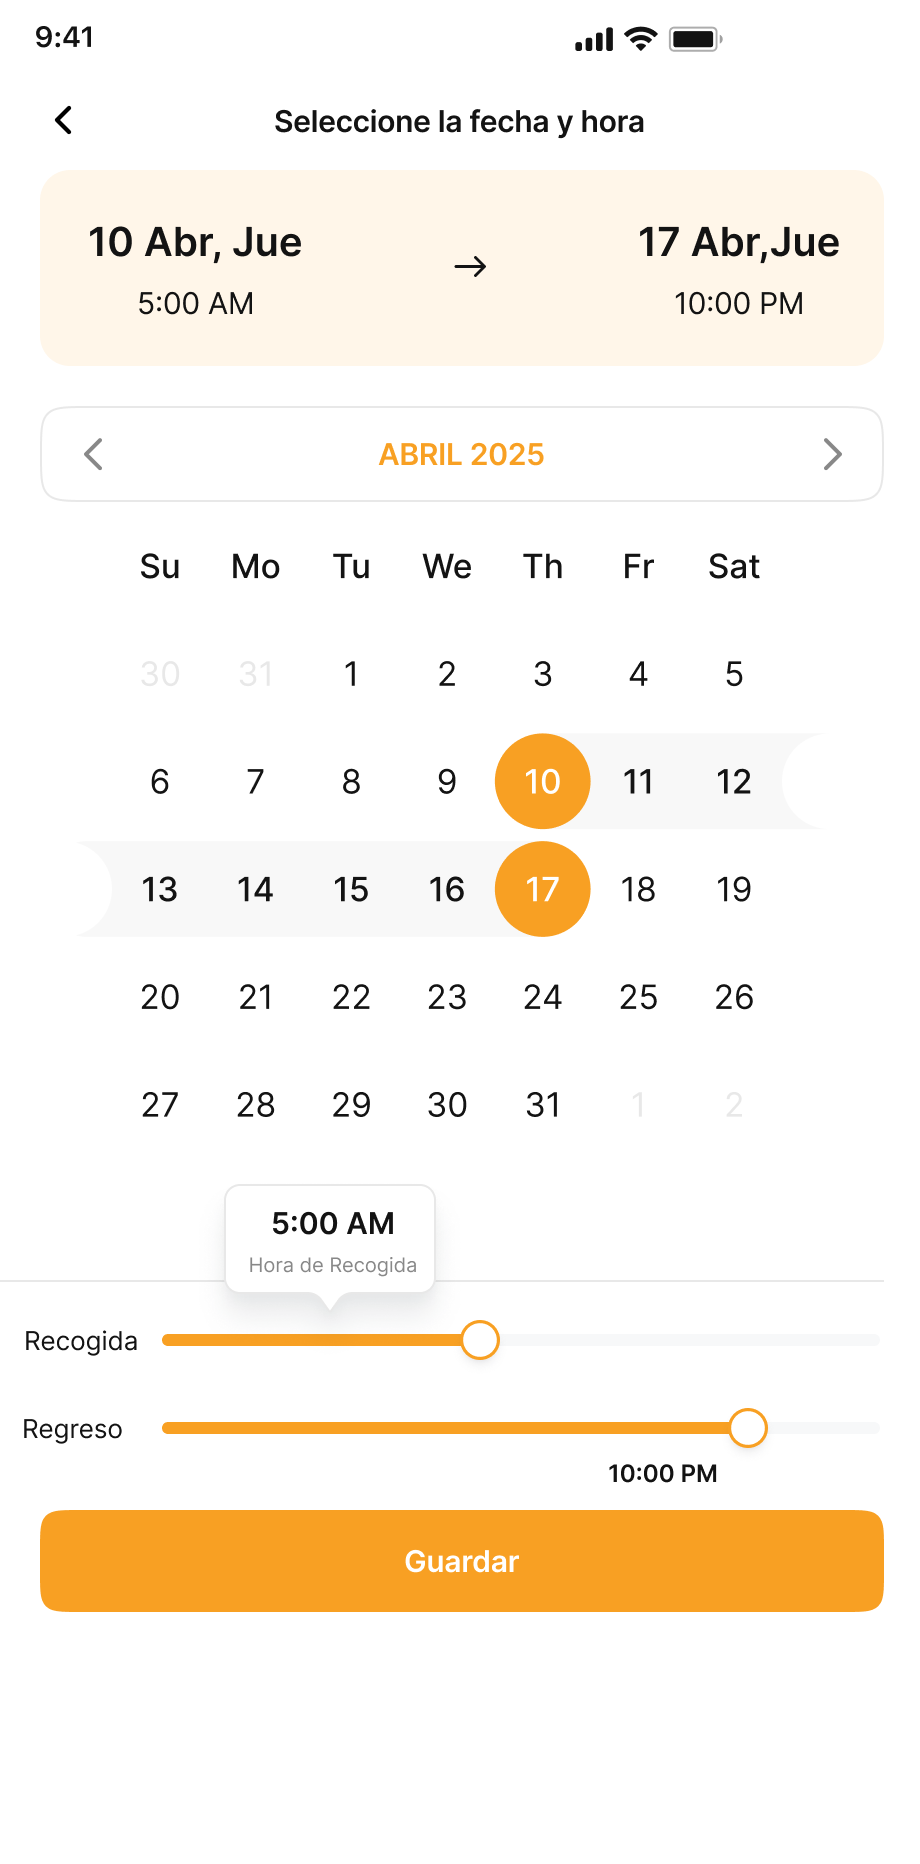 9:41
Seleccione la fecha y hora
10 Abr, Jue
5:00 AM
17 Abr,Jue
10:00 PM
ABRIL 2025
Su Mo Tu We Th Fr Sat
30 31 1 2 3 4 5
6 7 8 9 10 11 12
13 14 15 16 17 18 19
20 21 22 23 24 25 26
27 28 29 30 31 1 2
5:00 AM
Hora de Recogida
Recogida
Regreso
10:00 PM
Guardar